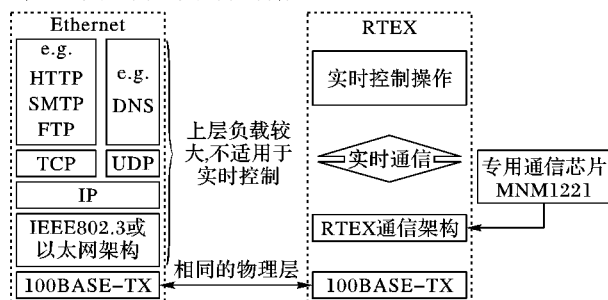 Ethernet
e.g.
HTTP
SMTP
FTP
e.g.
DNS
TCP
UDP
IP
IEEE802.3或
以太网架构
100BASE-TX
上层负载较
大,不适用于
实时控制
相同的物理层
RTEX
实时控制操作
实时通信
RTEX通信架构
100BASE-TX
专用通信芯片
MNM1221